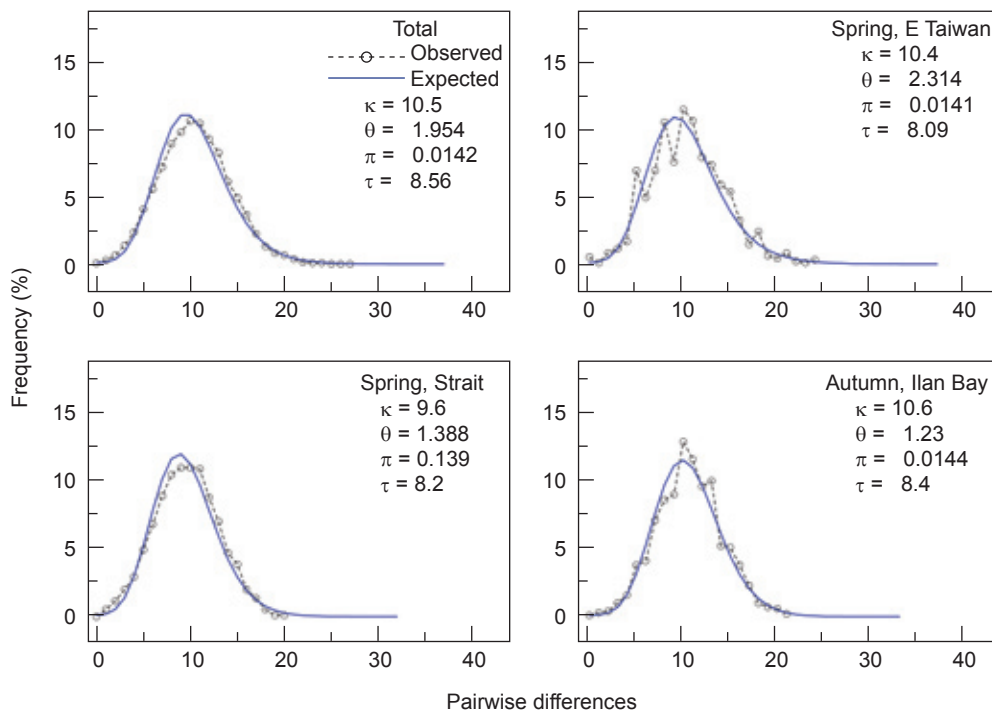 Total
Observed
Expected
κ = 10.5
θ = 1.954
π = 0.0142
τ = 8.56
15
10
5
0
0 10 20 30 40
Spring, E Taiwan
κ = 10.4
θ = 2.314
π = 0.0141
τ = 8.09
15
10
5
0
0 10 20 30 40
Spring, Strait
κ = 9.6
θ = 1.388
π = 0.139
τ = 8.2
15
10
5
0
0 10 20 30 40
Autumn, Ilan Bay
κ = 10.6
θ = 1.23
π = 0.0144
τ = 8.4
15
10
5
0
0 10 20 30 40
Frequency (%)
Pairwise differences